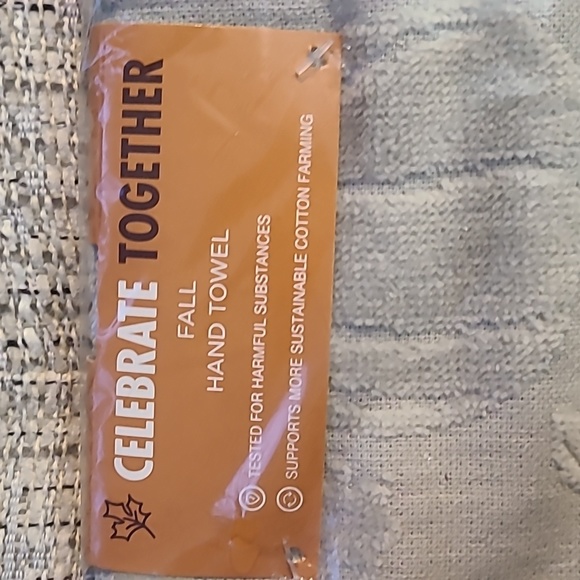 CELEBRATE TOGETHER
FALL
HAND TOWEL
TESTED FOR HARMFUL SUBSTANCES
SUPPORTS MORE SUSTAINABLE COTTON FARMING